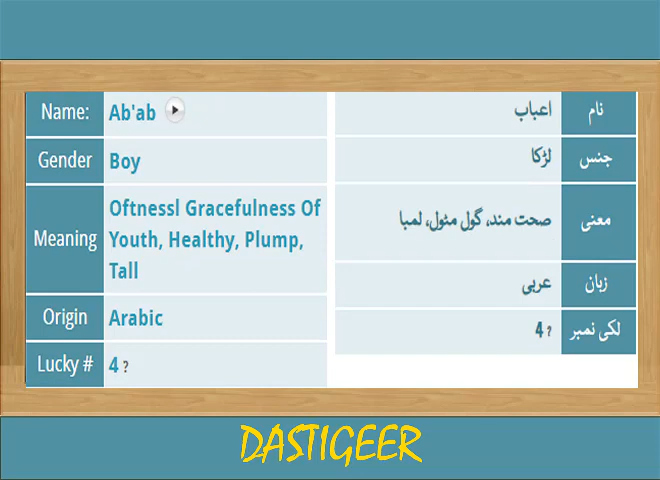 Name: Ab'ab
Gender Boy
Meaning Oftnessl Gracefulness Of
Youth, Healthy, Plump,
Tall
Origin Arabic
Lucky # 4 ?
نام اعباب
جنس لڑکا
معنی صحت مند، گول مٹول، لمبا
زبان عربی
لکی نمبر 4 ?
DASTIGEER